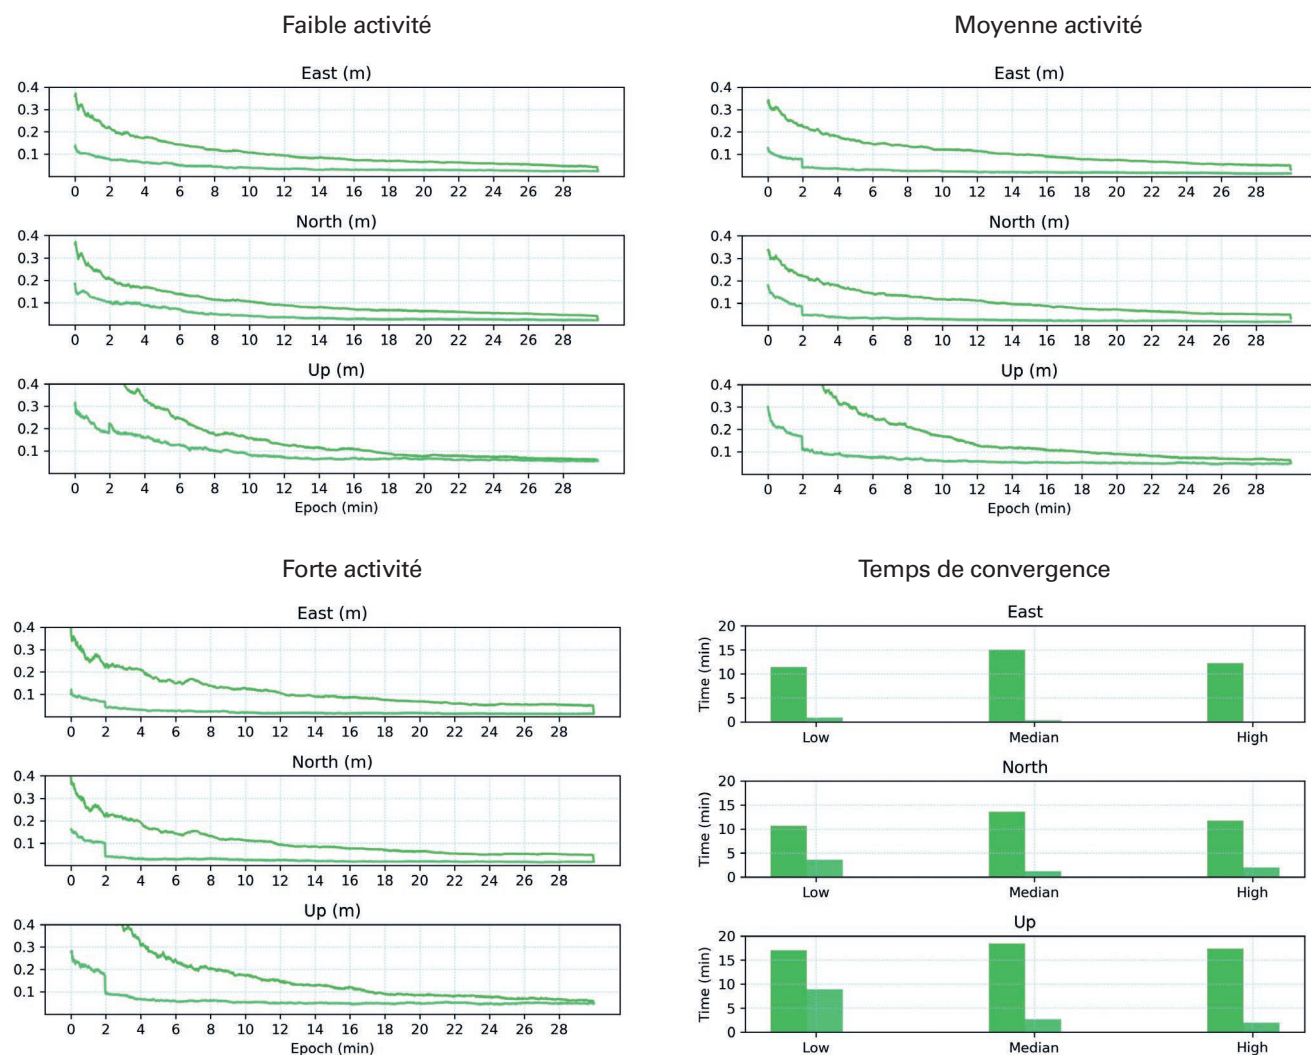 Faible activité
East (m)
0.4
0.3
0.2
0.1
0 2 4 6 8 10 12 14 16 18 20 22 24 26 28
North (m)
0.4
0.3
0.2
0.1
0 2 4 6 8 10 12 14 16 18 20 22 24 26 28
Up (m)
0.4
0.3
0.2
0.1
0 2 4 6 8 10 12 14 16 18 20 22 24 26 28
Epoch (min)
Moyenne activité
East (m)
0.4
0.3
0.2
0.1
0 2 4 6 8 10 12 14 16 18 20 22 24 26 28
North (m)
0.4
0.3
0.2
0.1
0 2 4 6 8 10 12 14 16 18 20 22 24 26 28
Up (m)
0.4
0.3
0.2
0.1
0 2 4 6 8 10 12 14 16 18 20 22 24 26 28
Epoch (min)
Forte activité
East (m)
0.4
0.3
0.2
0.1
0 2 4 6 8 10 12 14 16 18 20 22 24 26 28
North (m)
0.4
0.3
0.2
0.1
0 2 4 6 8 10 12 14 16 18 20 22 24 26 28
Up (m)
0.4
0.3
0.2
0.1
0 2 4 6 8 10 12 14 16 18 20 22 24 26 28
Epoch (min)
Temps de convergence
East
Time (min)
20
15
10
5
0
Low Median High
North
Time (min)
20
15
10
5
0
Low Median High
Up
Time (min)
20
15
10
5
0
Low Median High